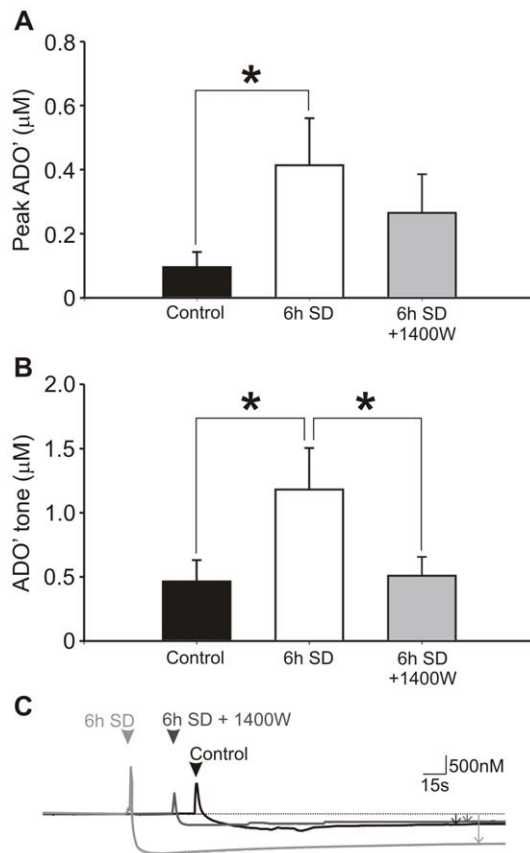 A
Peak ADO' (µM)
0.8
0.6
0.4
0.2
0
*
Control
6h SD
6h SD
+1400W
B
ADO' tone (µM)
2.0
1.5
1.0
0.5
0
*
*
Control
6h SD
6h SD
+1400W
C
6h SD
6h SD + 1400W
Control
500nM
15s